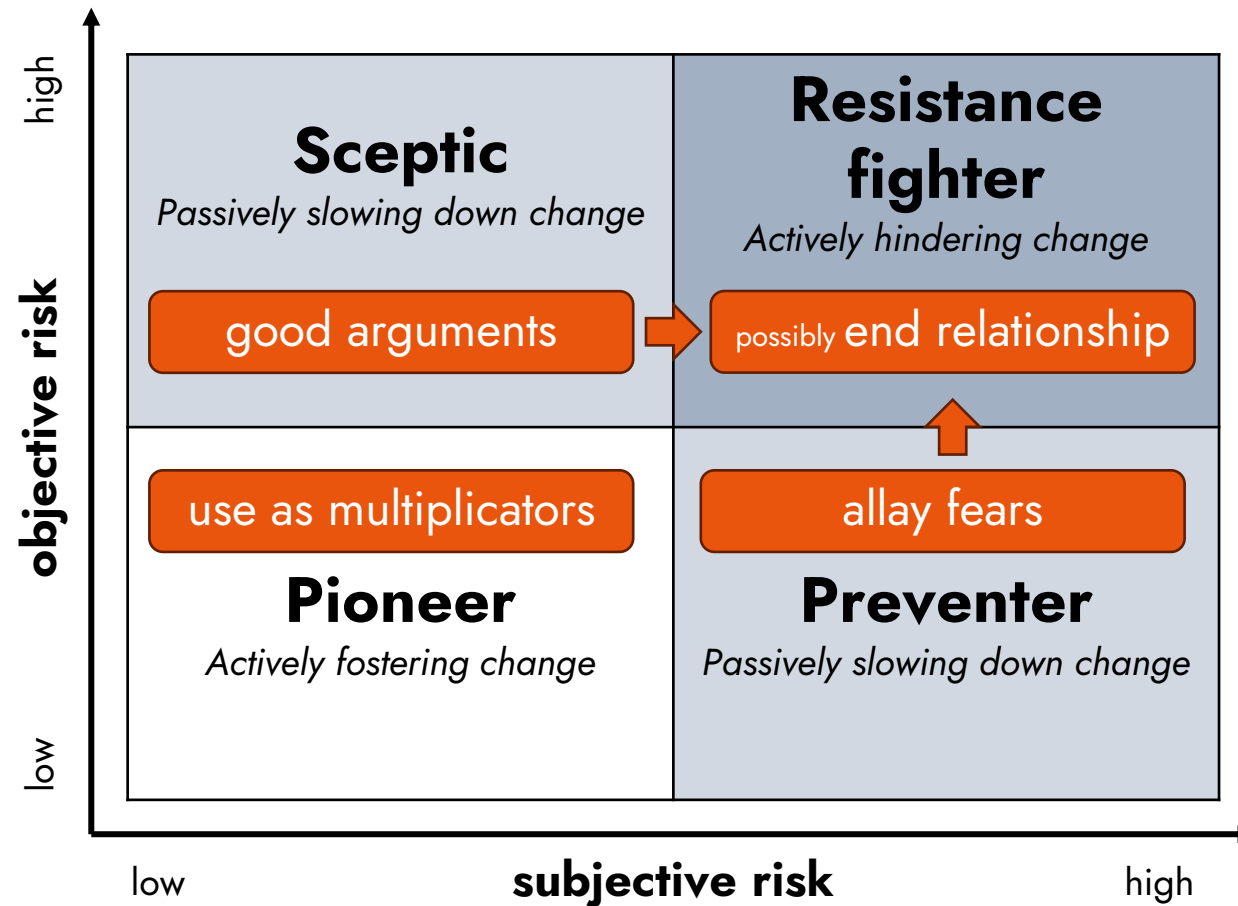 high
objective risk
low
Sceptic
Passively slowing down change
good arguments
Resistance
fighter
Actively hindering change
possibly end relationship
use as multiplicators
Pioneer
Actively fostering change
allay fears
Preventer
Passively slowing down change
low
subjective risk
high